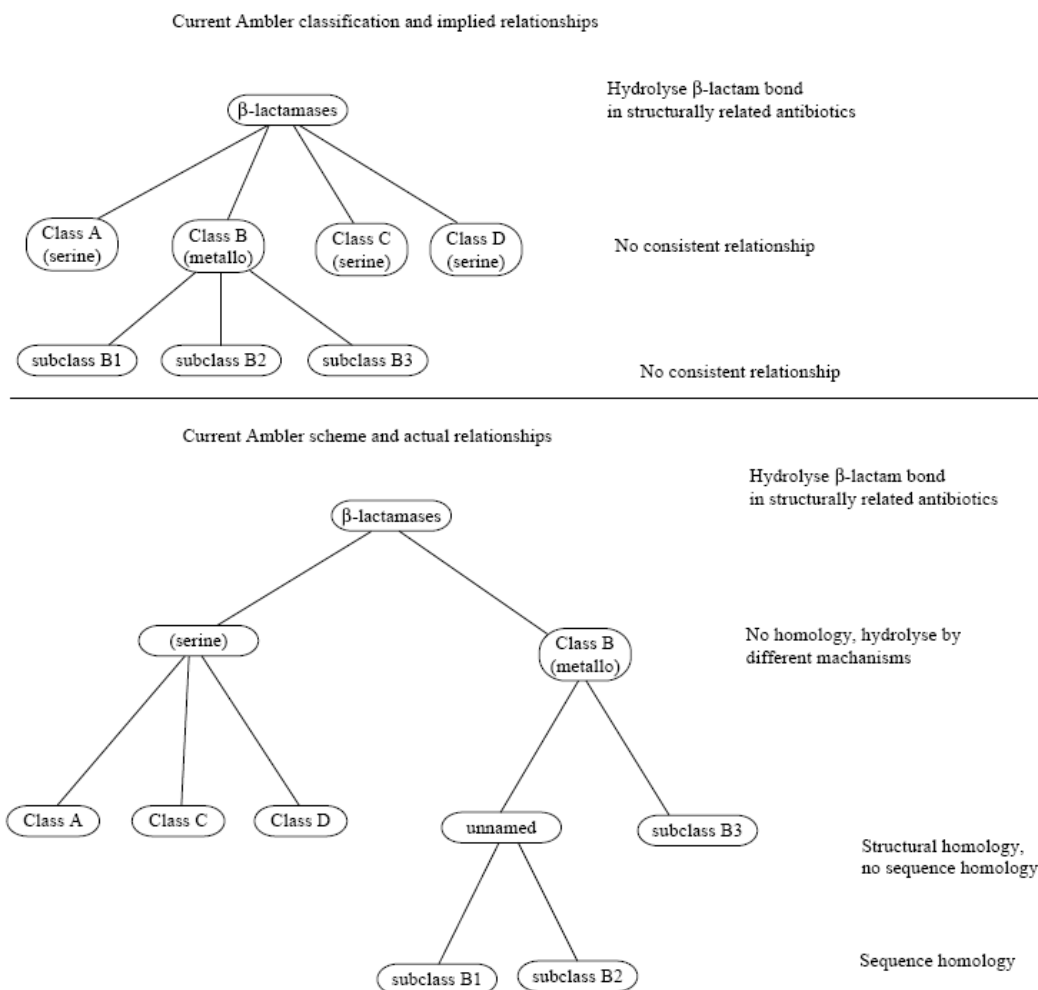 Current Ambler classification and implied relationships
Hydrolyse β-lactam bond
in structurally related antibiotics
β-lactamases
Class A
(serine)
Class B
(metallo)
Class C
(serine)
Class D
(serine)
No consistent relationship
subclass B1
subclass B2
subclass B3
No consistent relationship
Current Ambler scheme and actual relationships
Hydrolyse β-lactam bond
in structurally related antibiotics
β-lactamases
(serine)
Class B
(metallo)
No homology, hydrolyse by
different machanisms
Class A
Class C
Class D
unnamed
subclass B3
Structural homology,
no sequence homology
subclass B1
subclass B2
Sequence homology